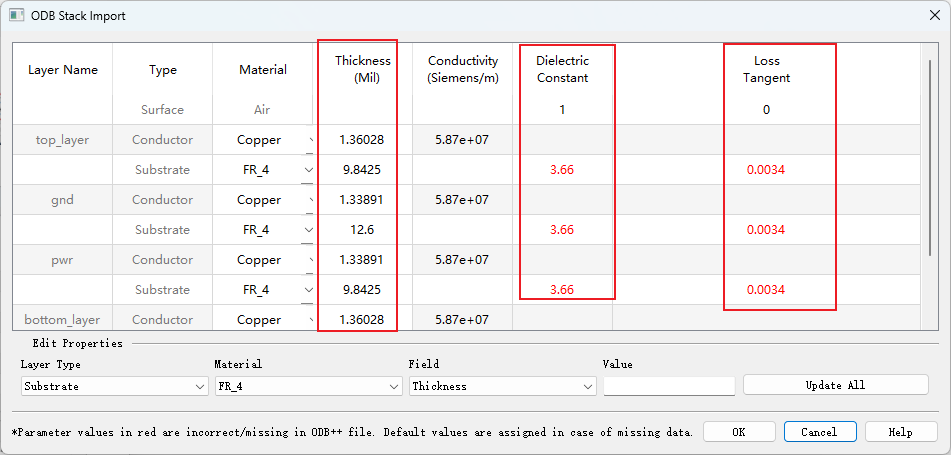 ODB Stack Import
Layer Name Type Material Thickness (Mil) Conductivity (Siemens/m) Dielectric Constant Loss Tangent
Surface Air 1 0
top_layer Conductor Copper 1.36028 5.87e+07
Substrate FR_4 9.8425 3.66 0.0034
gnd Conductor Copper 1.33891 5.87e+07
Substrate FR_4 12.6 3.66 0.0034
pwr Conductor Copper 1.33891 5.87e+07
Substrate FR_4 9.8425 3.66 0.0034
bottom_layer Conductor Copper 1.36028 5.87e+07
Edit Properties
Layer Type Material Field Value
Substrate FR_4 Thickness Update All
*Parameter values in red are incorrect/missing in ODB++ file. Default values are assigned in case of missing data. OK Cancel Help